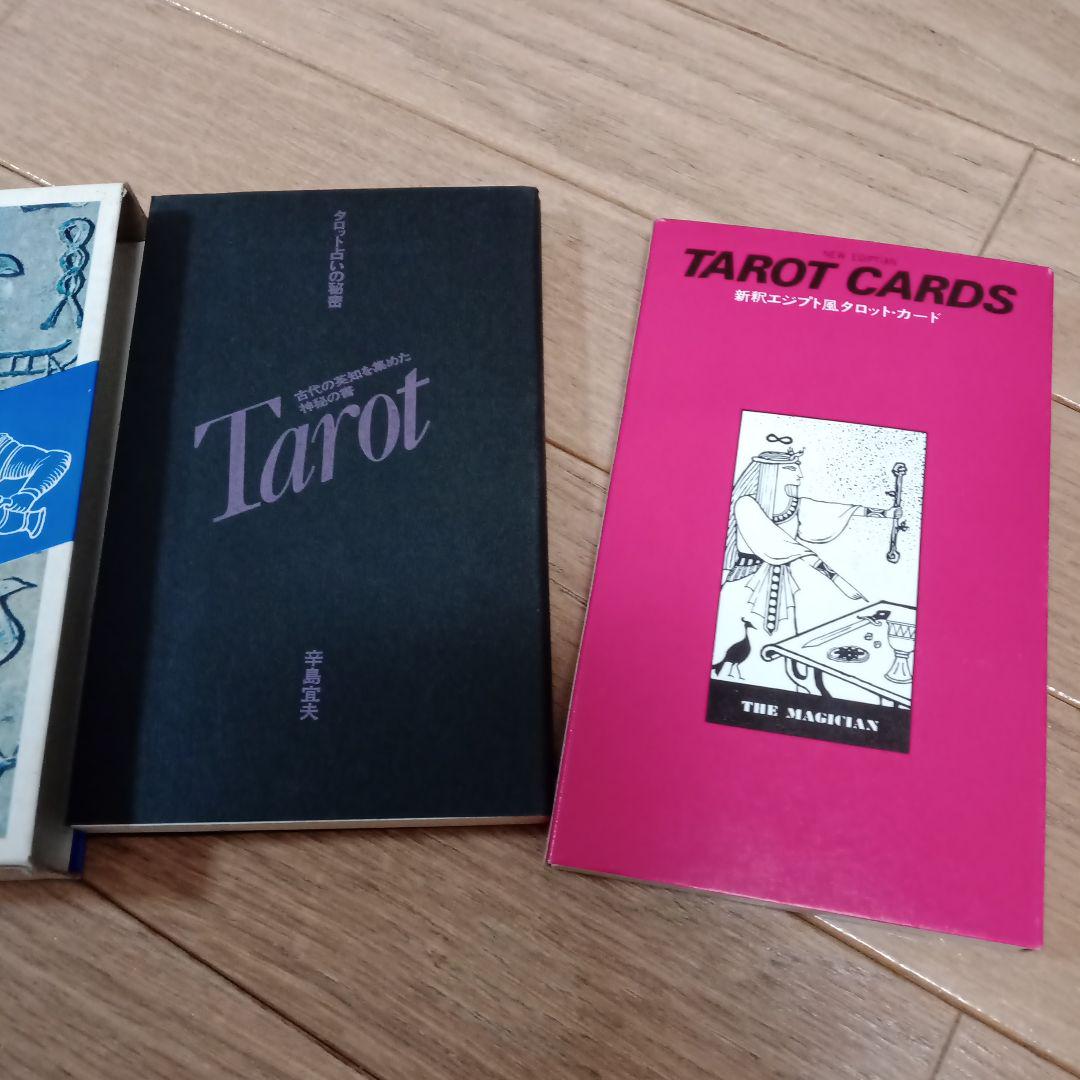 タロット占いの秘密
古代の英知を集めた
神秘の書
Tarot
辛島宜夫
NEW EGIPTIAN
TAROT CARDS
新釈エジプト風タロット・カード
THE MAGICIAN